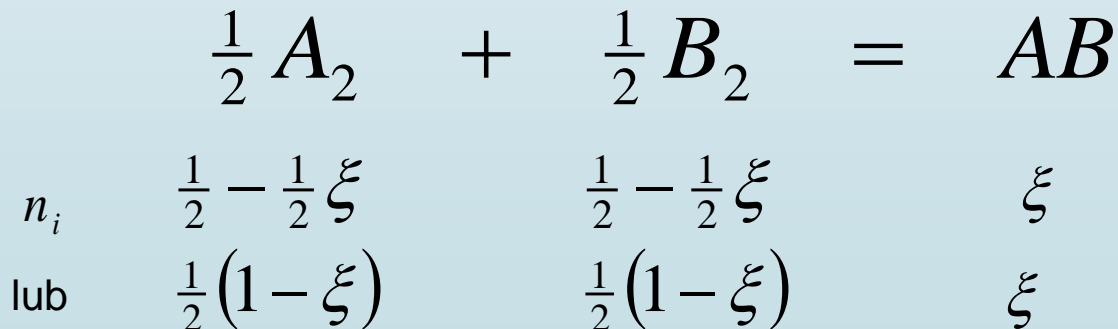 ½ A₂ + ½ B₂ = AB
nᵢ ½ − ½ ξ ½ − ½ ξ ξ
lub ½ (1 − ξ) ½ (1 − ξ) ξ